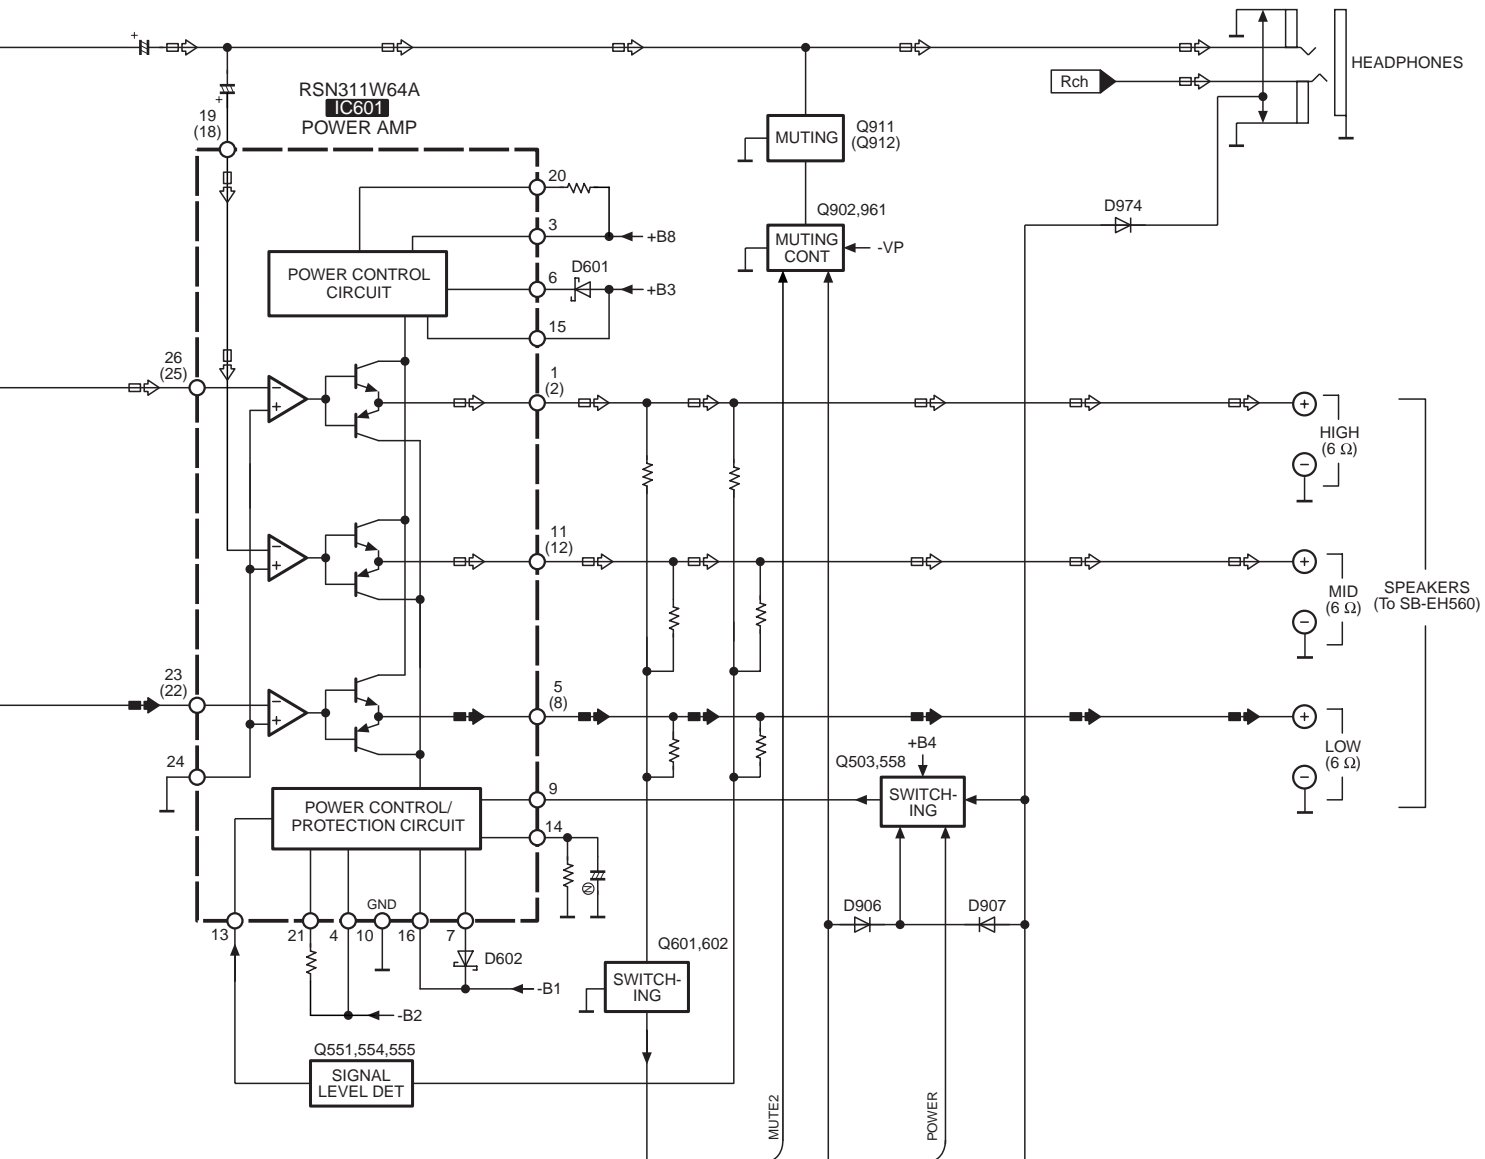 +
HEADPHONES
Rch
RSN311W64A
IC601
POWER AMP
+
19
(18)
MUTING
Q911
(Q912)
20
D974
Q902,961
3
+B8
MUTING
CONT
-VP
POWER CONTROL
CIRCUIT
6
D601
+B3
15
26
(25)
−
+
1
(2)
+
HIGH
(6 Ω)
−
11
(12)
−
+
+
MID
(6 Ω)
−
SPEAKERS
(To SB-EH560)
23
(22)
−
+
5
(8)
+
LOW
(6 Ω)
−
+B4
Q503,558
24
SWITCH-
ING
9
POWER CONTROL/
PROTECTION CIRCUIT
14
N
GND
D906
D907
13
21
4
10
16
7
D602
Q601,602
SWITCH-
ING
-B1
-B2
Q551,554,555
SIGNAL
LEVEL DET
MUTE2
POWER